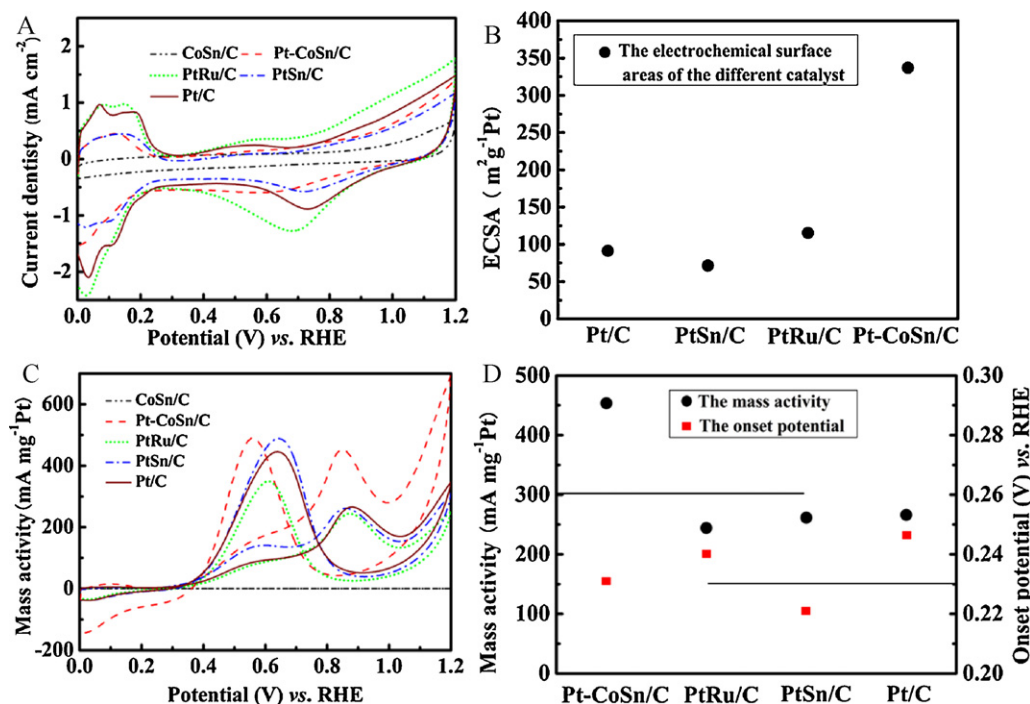 A
CoSn/C
Pt-CoSn/C
PtRu/C
PtSn/C
Pt/C
Current dentisty (mA cm-2)
2
1
0
-1
-2
0.0 0.2 0.4 0.6 0.8 1.0 1.2
Potential (V) vs. RHE
B
The electrochemical surface
areas of the different catalyst
ECSA ( m2 g-1Pt)
400
350
300
250
200
150
100
50
0
Pt/C PtSn/C PtRu/C Pt-CoSn/C
C
CoSn/C
Pt-CoSn/C
PtRu/C
PtSn/C
Pt/C
Mass activity (mA mg-1Pt)
600
400
200
0
-200
0.0 0.2 0.4 0.6 0.8 1.0 1.2
Potential (V) vs. RHE
D
The mass activity
The onset potential
Mass activity (mA mg-1Pt)
500
400
300
200
100
0
Pt-CoSn/C PtRu/C PtSn/C Pt/C
0.30
0.28
0.26
0.24
0.22
0.20
Onset potential (V) vs. RHE